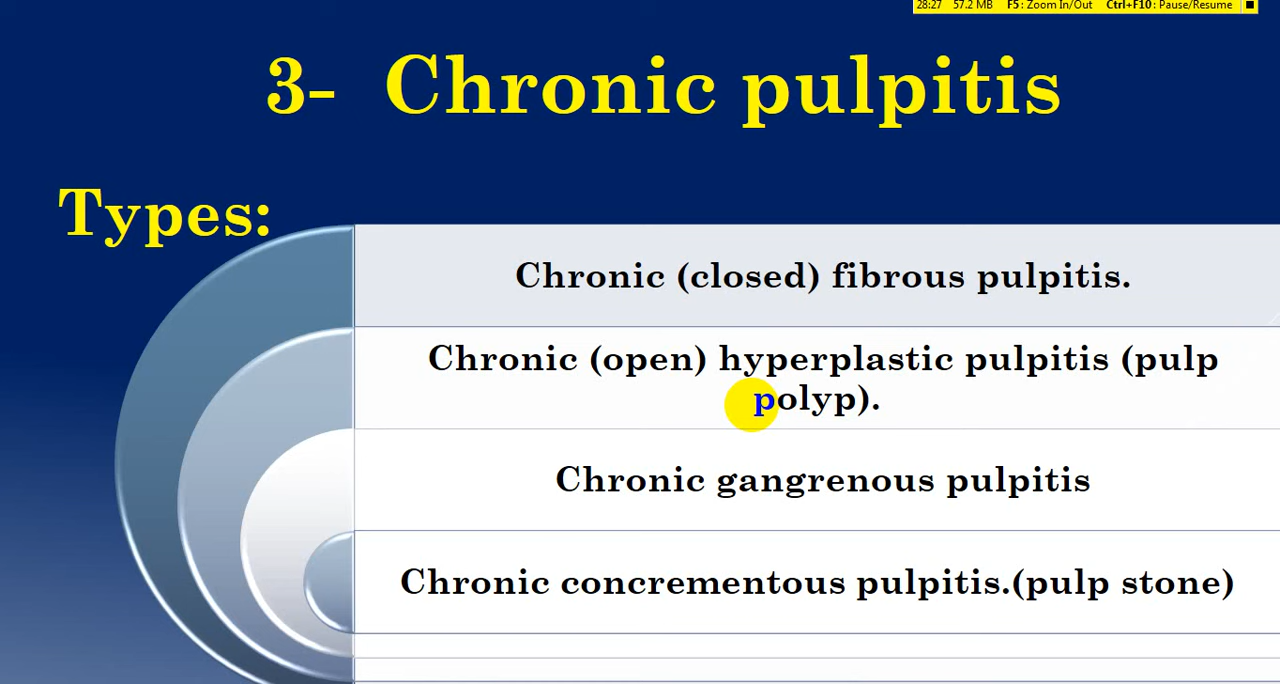 28:27 57.2 MB F5: Zoom In/Out Ctrl+F10: Pause/Resume
3- Chronic pulpitis
Types:
Chronic (closed) fibrous pulpitis.
Chronic (open) hyperplastic pulpitis (pulp
polyp).
Chronic gangrenous pulpitis
Chronic concrementous pulpitis.(pulp stone)